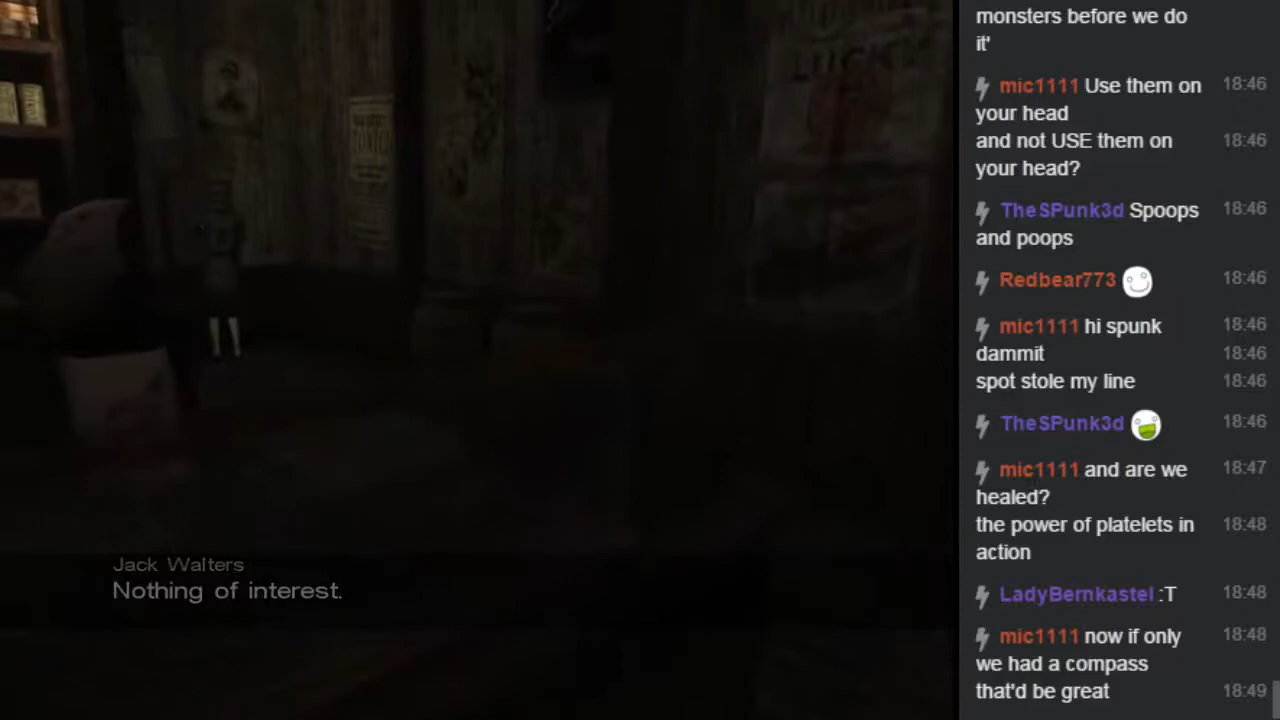 LUCKY
TONIC
Jack Walters
Nothing of interest.
monsters before we do
it'
mic1111 Use them on 18:46
your head
and not USE them on 18:46
your head?
TheSPunk3d Spoops 18:46
and poops
Redbear773 18:46
mic1111 hi spunk 18:46
dammit 18:46
spot stole my line 18:46
TheSPunk3d 18:46
mic1111 and are we 18:47
healed?
the power of platelets in 18:48
action
LadyBernkastel :T 18:48
mic1111 now if only 18:48
we had a compass
that'd be great 18:49